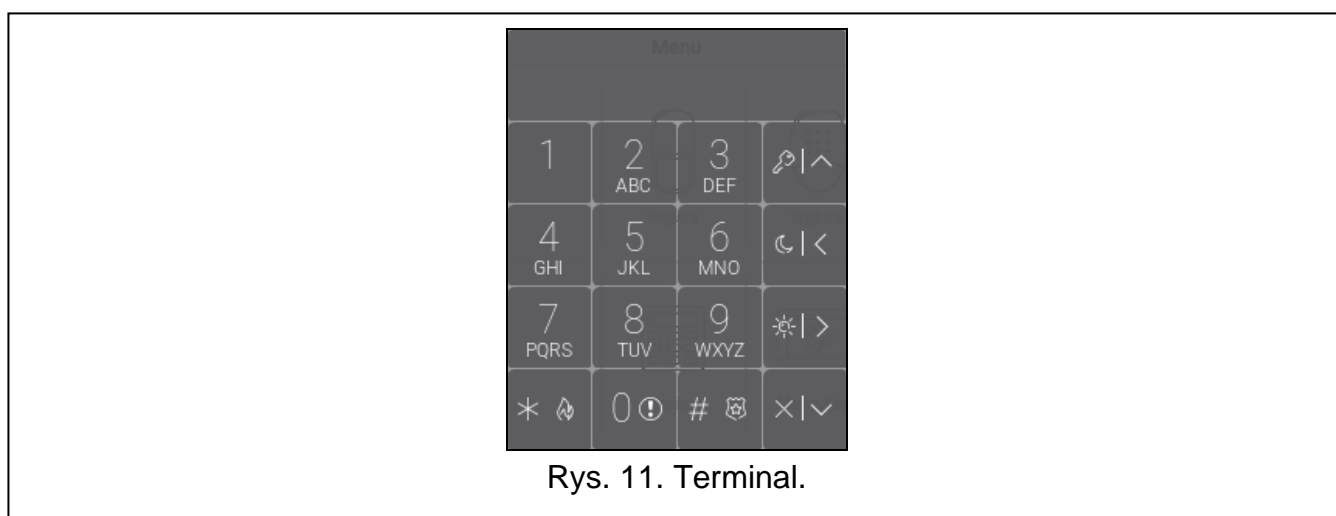 Menu
1 2 3
ABC DEF
4 5 6
GHI JKL MNO
7 8 9
PQRS TUV WXYZ
* 0 #
Rys. 11. Terminal.